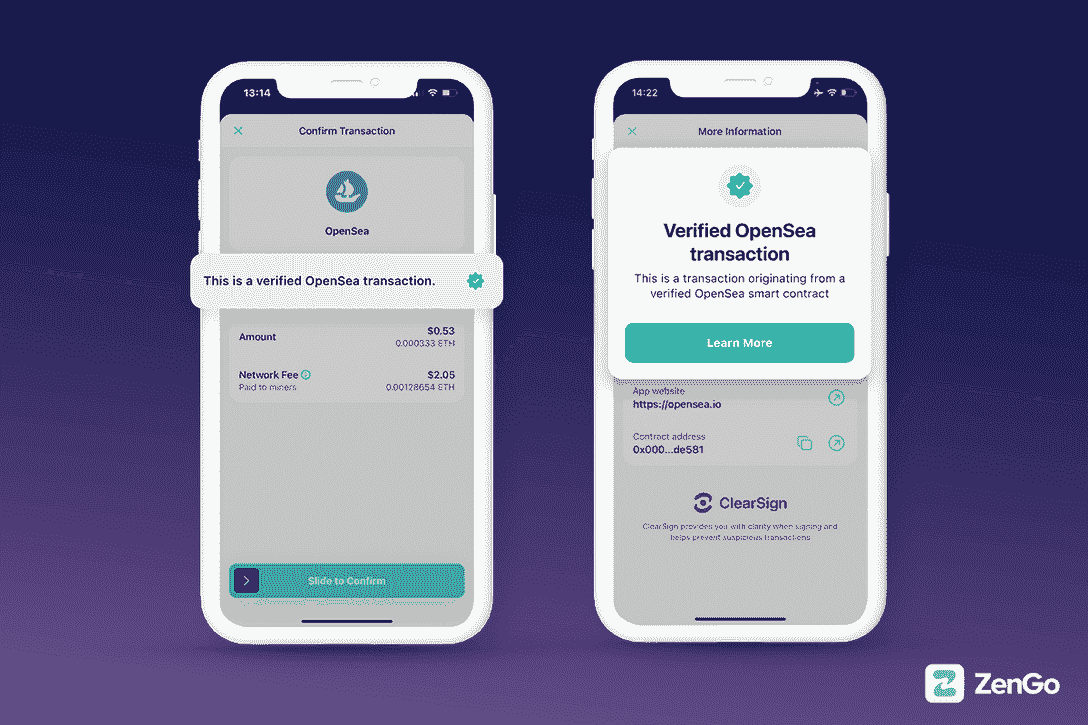 13:14
Confirm Transaction
OpenSea
This is a verified OpenSea transaction.
Amount
$0.53
0.000333 ETH
Network Fee
$2.05
Paid to miners
0.00128654 ETH
Slide to Confirm
14:22
More Information
Verified OpenSea
transaction
This is a transaction originating from a
verified OpenSea smart contract
Learn More
App website
https://opensea.io
Contract address
0x000...de581
ClearSign
ClearSign provides you with clarity when signing and
helps prevent suspicious transactions
ZenGo